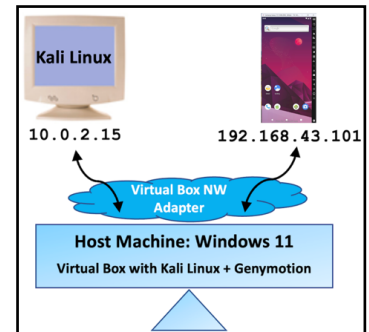 Kali Linux
10.0.2.15
192.168.43.101
Virtual Box NW
Adapter
Host Machine: Windows 11
Virtual Box with Kali Linux + Genymotion